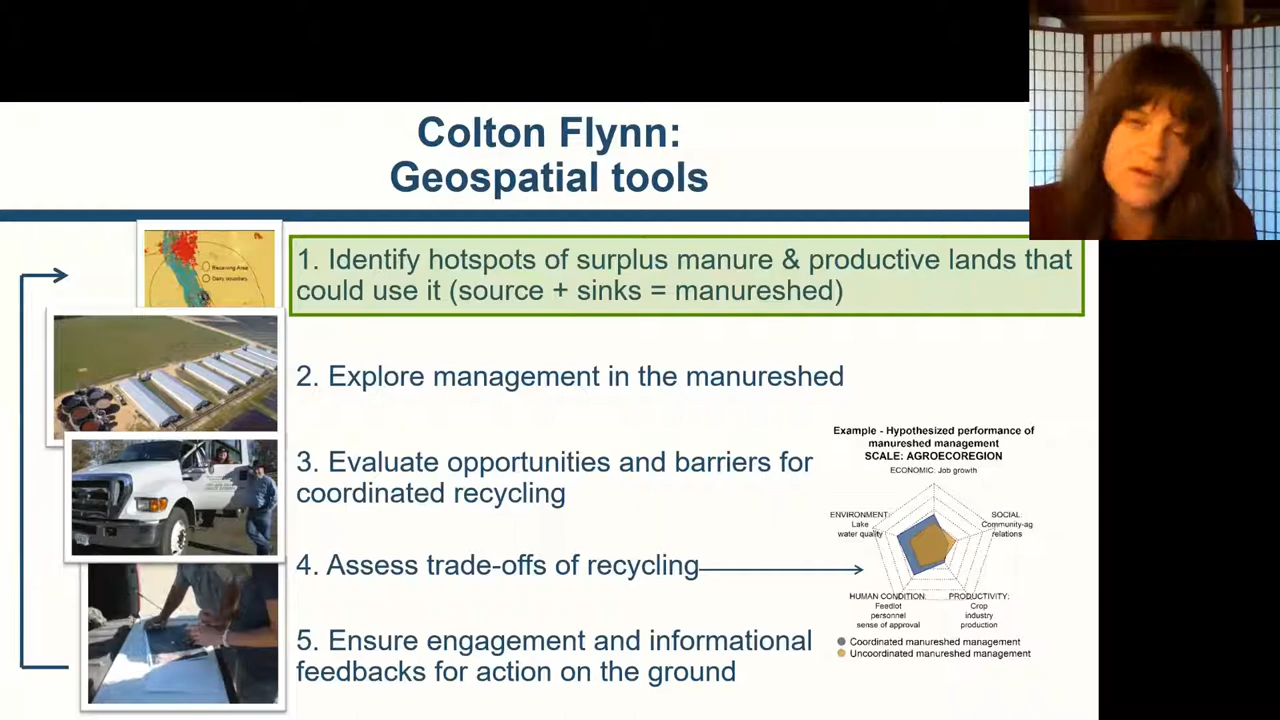 Colton Flynn:
Geospatial tools
Receiving Area
Dairy boundary
1. Identify hotspots of surplus manure & productive lands that
could use it (source + sinks = manureshed)
2. Explore management in the manureshed
3. Evaluate opportunities and barriers for
coordinated recycling
4. Assess trade-offs of recycling
5. Ensure engagement and informational
feedbacks for action on the ground
Example - Hypothesized performance of
manureshed management
SCALE: AGROECOREGION
ECONOMIC: Job growth
ENVIRONMENT:
Lake
water quality
SOCIAL:
Community-ag
relations
HUMAN CONDITION:
Feedlot
personnel
sense of approval
PRODUCTIVITY:
Crop
industry
production
Coordinated manureshed management
Uncoordinated manureshed management